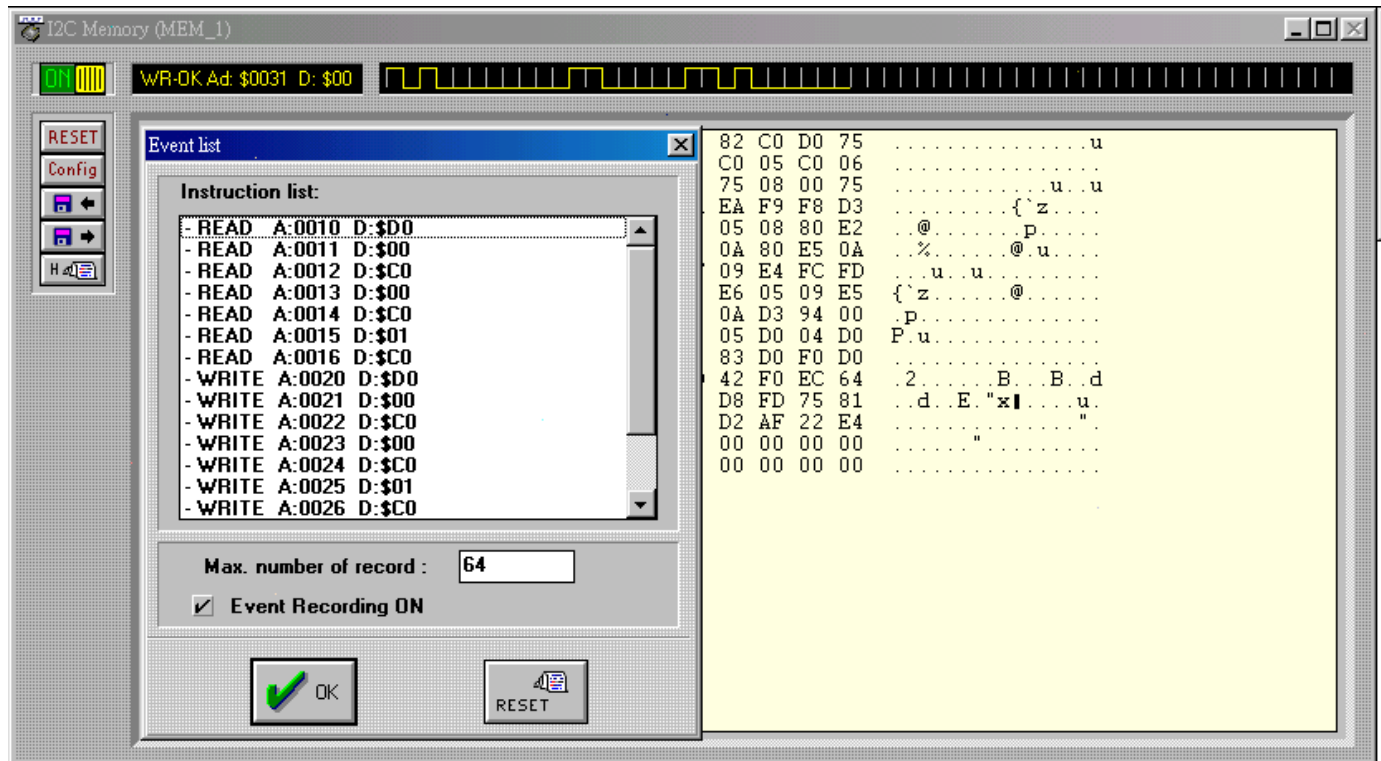 I2C Memory (MEM_1)
ON
WR-OK Ad: $0031 D: $00
RESET
Config
H
Event list
Instruction list:
- READ A:0010 D:$D0
- READ A:0011 D:$00
- READ A:0012 D:$C0
- READ A:0013 D:$00
- READ A:0014 D:$C0
- READ A:0015 D:$01
- READ A:0016 D:$C0
- WRITE A:0020 D:$D0
- WRITE A:0021 D:$00
- WRITE A:0022 D:$C0
- WRITE A:0023 D:$00
- WRITE A:0024 D:$C0
- WRITE A:0025 D:$01
- WRITE A:0026 D:$C0
Max. number of record : 64
Event Recording ON
OK
RESET
82 C0 D0 75 ...............u
C0 05 C0 06 ................
75 08 00 75 ............u..u
EA F9 F8 D3 .........{`z....
05 08 80 E2 ..@.......p.....
0A 80 E5 0A ..%......@.u....
09 E4 FC FD ...u..u.........
E6 05 09 E5 {`z......@......
0A D3 94 00 .p..............
05 D0 04 D0 P.u.............
83 D0 F0 D0 ................
42 F0 EC 64 .2......B...B..d
D8 FD 75 81 ..d..E."x▮....u.
D2 AF 22 E4 ..............".
00 00 00 00 ......".........
00 00 00 00 ................